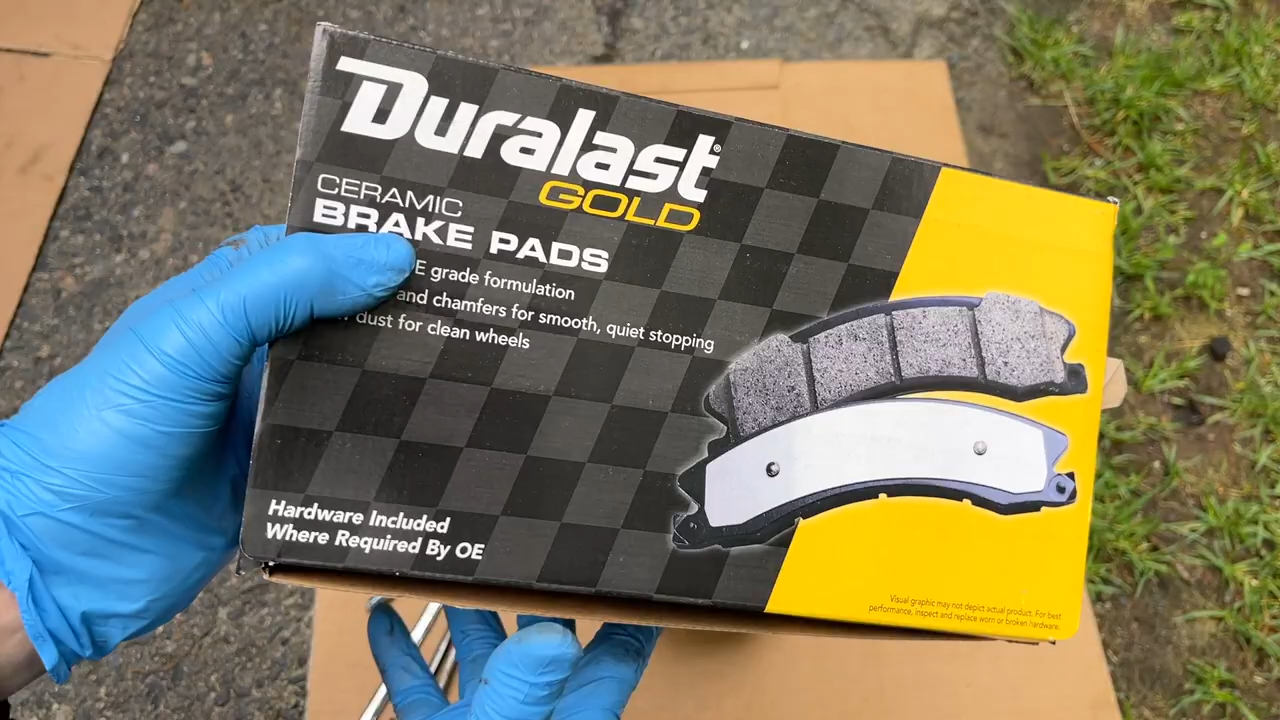 Duralast®
GOLD
CERAMIC
BRAKE PADS
E grade formulation
and chamfers for smooth, quiet stopping
dust for clean wheels
Hardware Included
Where Required By OE
Visual graphic may not depict actual product. For best
performance, inspect and replace worn or broken hardware.